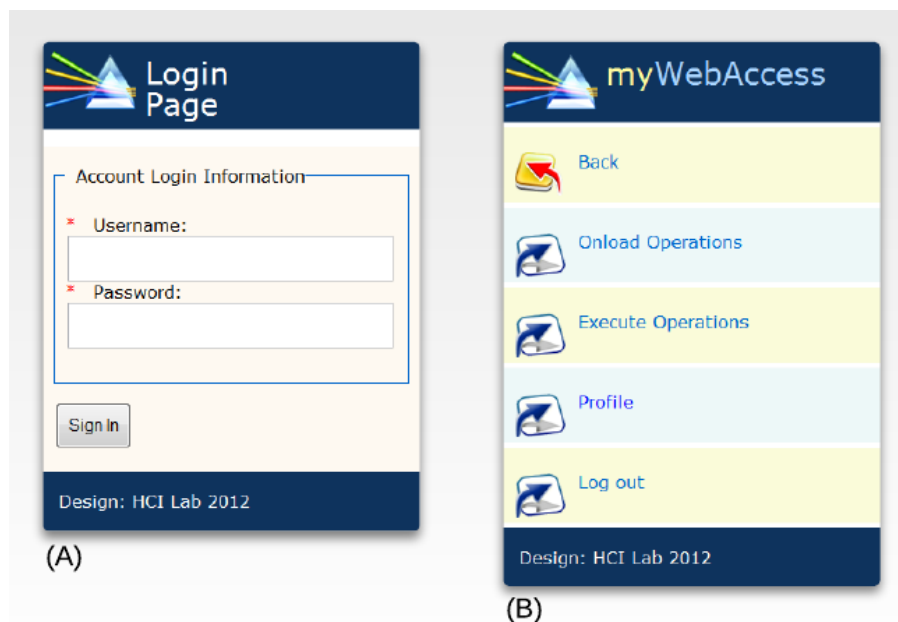 Login
Page
Account Login Information
* Username:
* Password:
Sign In
Design: HCI Lab 2012
(A)
myWebAccess
Back
Onload Operations
Execute Operations
Profile
Log out
Design: HCI Lab 2012
(B)